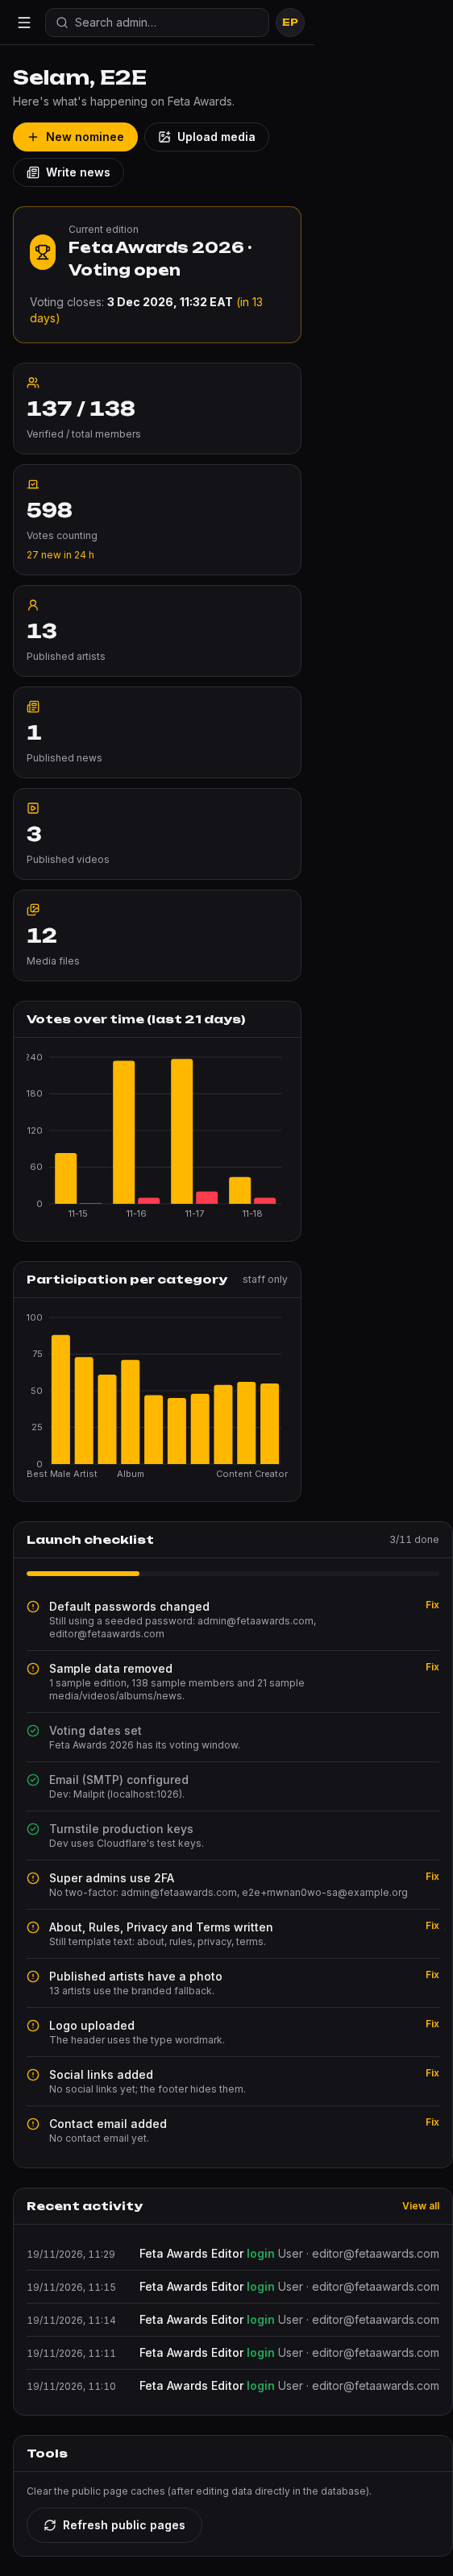 Search admin…
EP
Selam, E2E
Here's what's happening on Feta Awards.
New nominee
Upload media
Write news
Current edition
Feta Awards 2026 ·
Voting open
Voting closes: 3 Dec 2026, 11:32 EAT (in 13
days)
137 / 138
Verified / total members
598
Votes counting
27 new in 24 h
13
Published artists
1
Published news
3
Published videos
12
Media files
Votes over time (last 21 days)
240
180
120
60
0
11-15 11-16 11-17 11-18
Participation per category staff only
100
75
50
25
0
Best Male Artist Album Content Creator
Launch checklist 3/11 done
Default passwords changed Fix
Still using a seeded password: admin@fetaawards.com,
editor@fetaawards.com
Sample data removed Fix
1 sample edition, 138 sample members and 21 sample
media/videos/albums/news.
Voting dates set
Feta Awards 2026 has its voting window.
Email (SMTP) configured
Dev: Mailpit (localhost:1026).
Turnstile production keys
Dev uses Cloudflare's test keys.
Super admins use 2FA Fix
No two-factor: admin@fetaawards.com, e2e+mwnan0wo-sa@example.org
About, Rules, Privacy and Terms written Fix
Still template text: about, rules, privacy, terms.
Published artists have a photo Fix
13 artists use the branded fallback.
Logo uploaded Fix
The header uses the type wordmark.
Social links added Fix
No social links yet; the footer hides them.
Contact email added Fix
No contact email yet.
Recent activity View all
19/11/2026, 11:29 Feta Awards Editor login User · editor@fetaawards.com
19/11/2026, 11:15 Feta Awards Editor login User · editor@fetaawards.com
19/11/2026, 11:14 Feta Awards Editor login User · editor@fetaawards.com
19/11/2026, 11:11 Feta Awards Editor login User · editor@fetaawards.com
19/11/2026, 11:10 Feta Awards Editor login User · editor@fetaawards.com
Tools
Clear the public page caches (after editing data directly in the database).
Refresh public pages